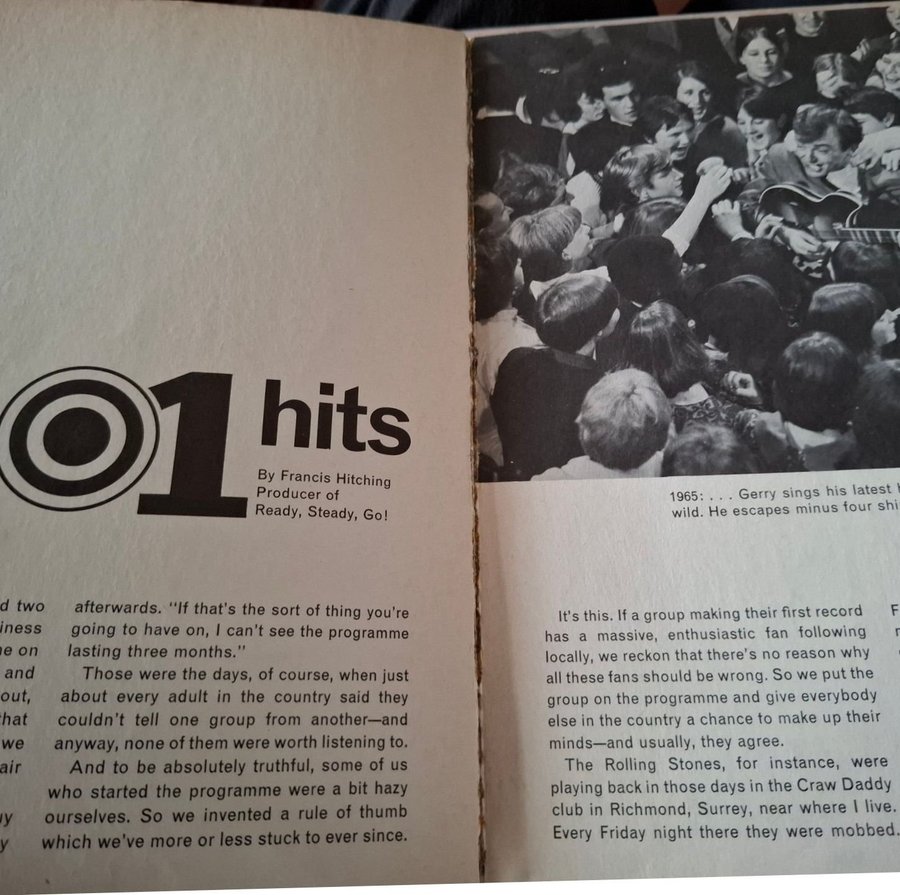 01 hits
By Francis Hitching
Producer of
Ready, Steady, Go!
two
on
and
out,
that
we
air
afterwards. "If that's the sort of thing you're
going to have on, I can't see the programme
lasting three months."
Those were the days, of course, when just
about every adult in the country said they
couldn't tell one group from another—and
anyway, none of them were worth listening to.
And to be absolutely truthful, some of us
who started the programme were a bit hazy
ourselves. So we invented a rule of thumb
which we've more or less stuck to ever since.
1965: . . . Gerry sings his latest
wild. He escapes minus four
It's this. If a group making their first record
has a massive, enthusiastic fan following
locally, we reckon that there's no reason why
all these fans should be wrong. So we put the
group on the programme and give everybody
else in the country a chance to make up their
minds—and usually, they agree.
The Rolling Stones, for instance, were
playing back in those days in the Craw Daddy
club in Richmond, Surrey, near where I live.
Every Friday night there they were mobbed.